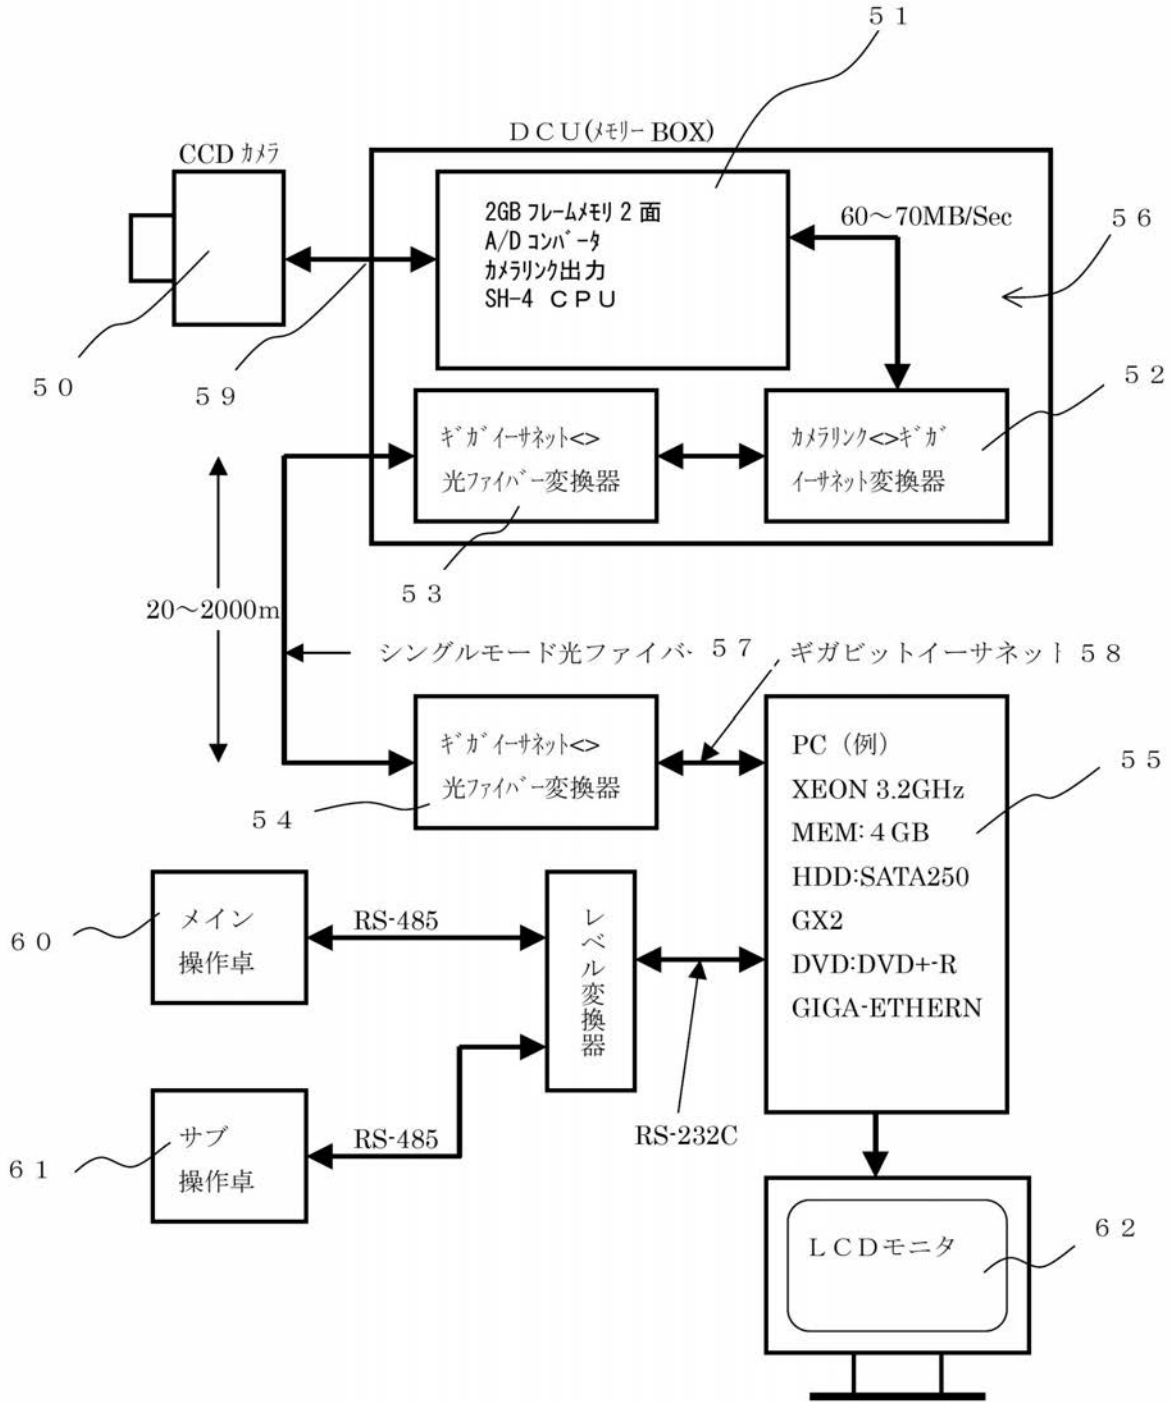 ５１
ＤＣＵ(ﾒﾓﾘｰ BOX)
CCD ｶﾒﾗ
2GB ﾌﾚｰﾑﾒﾓﾘ 2 面
A/D ｺﾝﾊﾞｰﾀ
ｶﾒﾗﾘﾝｸ出力
SH-4 ＣＰＵ
60～70MB/Sec
５６
５０
５９
５２
ｷﾞｶﾞｲｰｻﾈｯﾄ<>
光ﾌｧｲﾊﾞｰ変換器
ｶﾒﾗﾘﾝｸ<>ｷﾞｶﾞ
ｲｰｻﾈｯﾄ変換器
５３
20～2000m
シングルモード光ファイバー ５７
ギガビットイーサネット ５８
ｷﾞｶﾞｲｰｻﾈｯﾄ<>
光ﾌｧｲﾊﾞｰ変換器
５４
PC（例）
XEON 3.2GHz
MEM:４GB
HDD:SATA250
GX2
DVD:DVD+-R
GIGA-ETHERN
５５
メイン
操作卓
６０
RS-485
レベル変換器
RS-232C
サブ
操作卓
６１
RS-485
ＬＣＤモニタ
６２